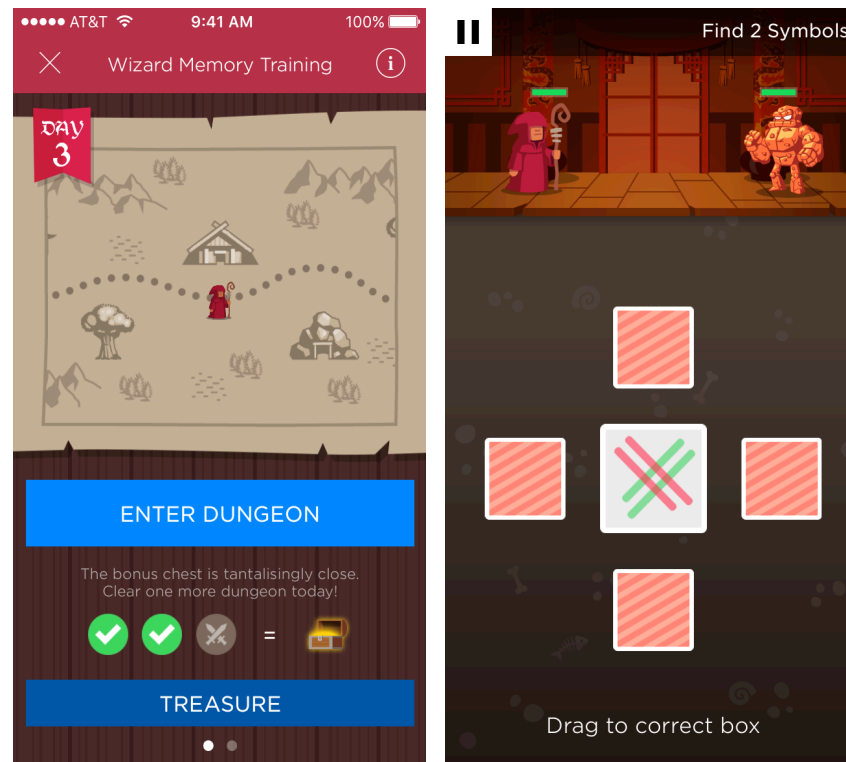 AT&T 9:41 AM 100%
Wizard Memory Training
i
DAY
3
ENTER DUNGEON
The bonus chest is tantalisingly close.
Clear one more dungeon today!
=
TREASURE
Find 2 Symbols
Drag to correct box